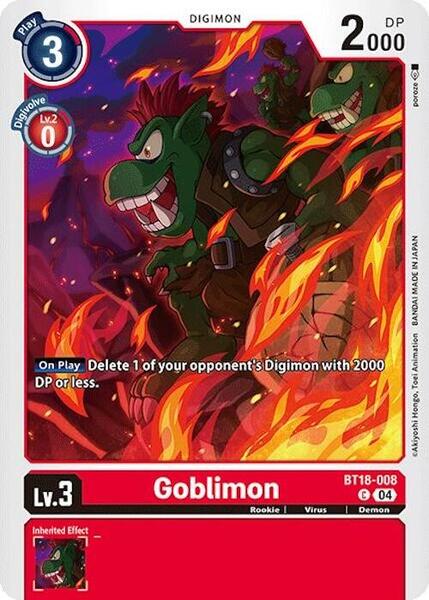 Play
3
DIGIMON
2000
DP
Digivolve
Lv.2
0
poroze
©Akiyoshi Hongo, Toei Animation BANDAI MADE IN JAPAN
On Play Delete 1 of your opponent's Digimon with 2000
DP or less.
Lv.3
Goblimon
BT18-008
C 04
Rookie | Virus | Demon
Inherited Effect